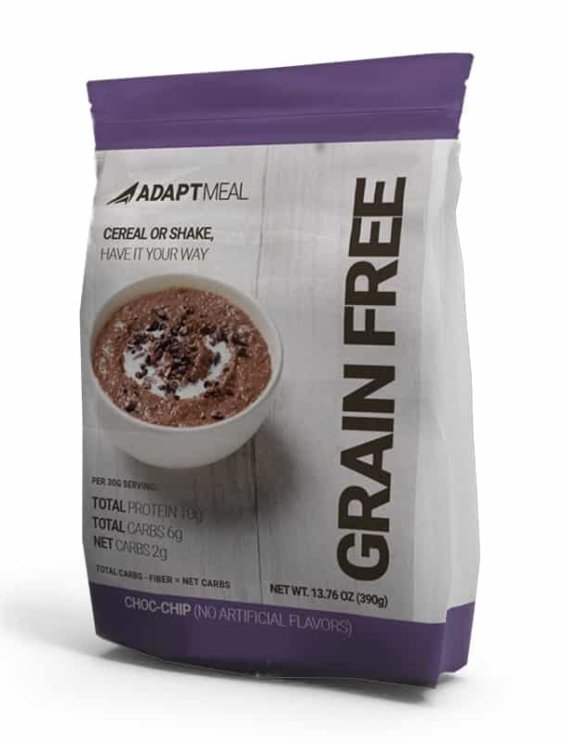 ADAPTMEAL
CEREAL OR SHAKE,
HAVE IT YOUR WAY
GRAIN FREE
PER 30G SERVING:
TOTAL PROTEIN 10g
TOTAL CARBS 6g
NET CARBS 2g
TOTAL CARBS - FIBER = NET CARBS
NET WT. 13.76 OZ (390g)
CHOC-CHIP (NO ARTIFICIAL FLAVORS)